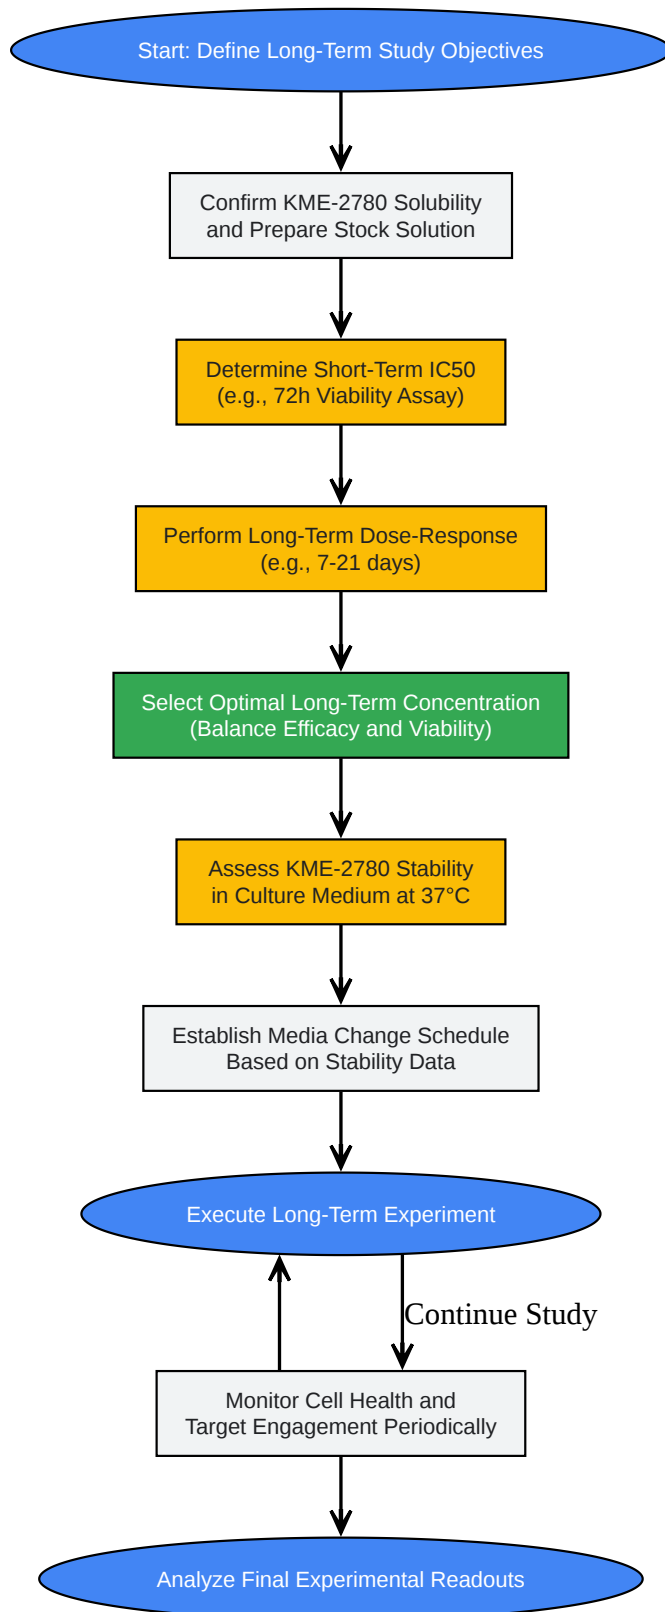 Start: Define Long-Term Study Objectives
Confirm KME-2780 Solubility
and Prepare Stock Solution
Determine Short-Term IC50
(e.g., 72h Viability Assay)
Perform Long-Term Dose-Response
(e.g., 7-21 days)
Select Optimal Long-Term Concentration
(Balance Efficacy and Viability)
Assess KME-2780 Stability
in Culture Medium at 37°C
Establish Media Change Schedule
Based on Stability Data
Execute Long-Term Experiment
Continue Study
Monitor Cell Health and
Target Engagement Periodically
Analyze Final Experimental Readouts